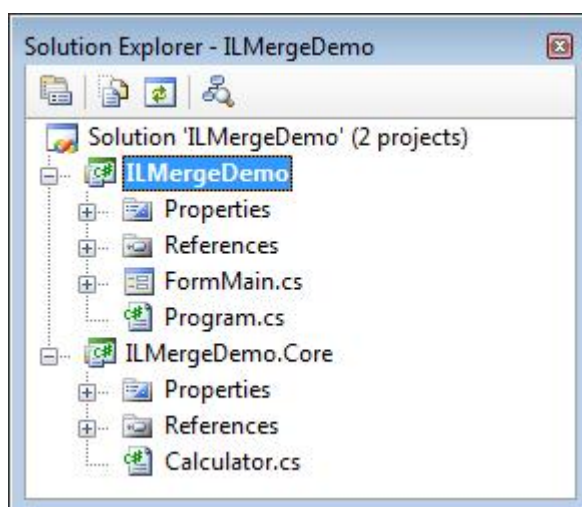 Solution Explorer - ILMergeDemo
Solution 'ILMergeDemo' (2 projects)
ILMergeDemo
Properties
References
FormMain.cs
Program.cs
ILMergeDemo.Core
Properties
References
Calculator.cs